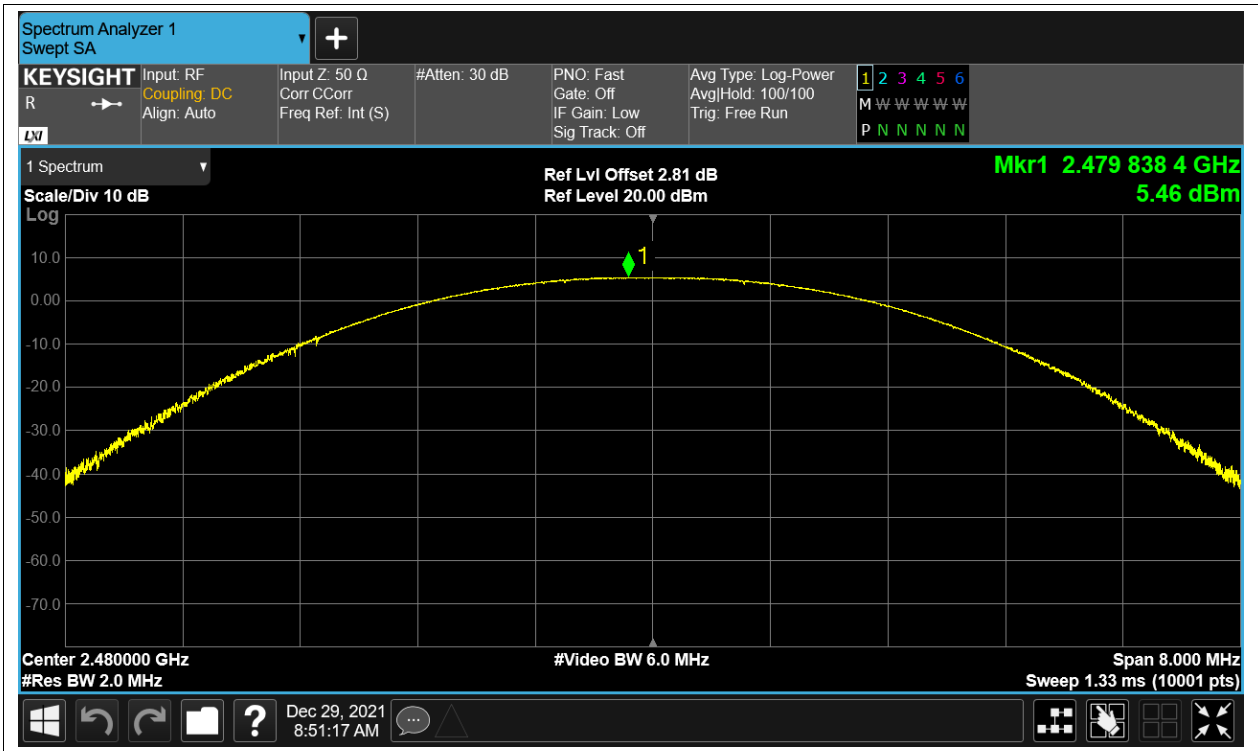 Spectrum Analyzer 1
Swept SA
KEYSIGHT
R
LXI
Input: RF
Coupling: DC
Align: Auto
Input Z: 50 Ω
Corr CCorr
Freq Ref: Int (S)
#Atten: 30 dB
PNO: Fast
Gate: Off
IF Gain: Low
Sig Track: Off
Avg Type: Log-Power
Avg|Hold: 100/100
Trig: Free Run
1 2 3 4 5 6
M W W W W W
P N N N N N
1 Spectrum
Scale/Div 10 dB
Log
Ref Lvl Offset 2.81 dB
Ref Level 20.00 dBm
Mkr1 2.479 838 4 GHz
5.46 dBm
1
10.0
0.00
-10.0
-20.0
-30.0
-40.0
-50.0
-60.0
-70.0
Center 2.480000 GHz
#Res BW 2.0 MHz
#Video BW 6.0 MHz
Span 8.000 MHz
Sweep 1.33 ms (10001 pts)
?
Dec 29, 2021
8:51:17 AM